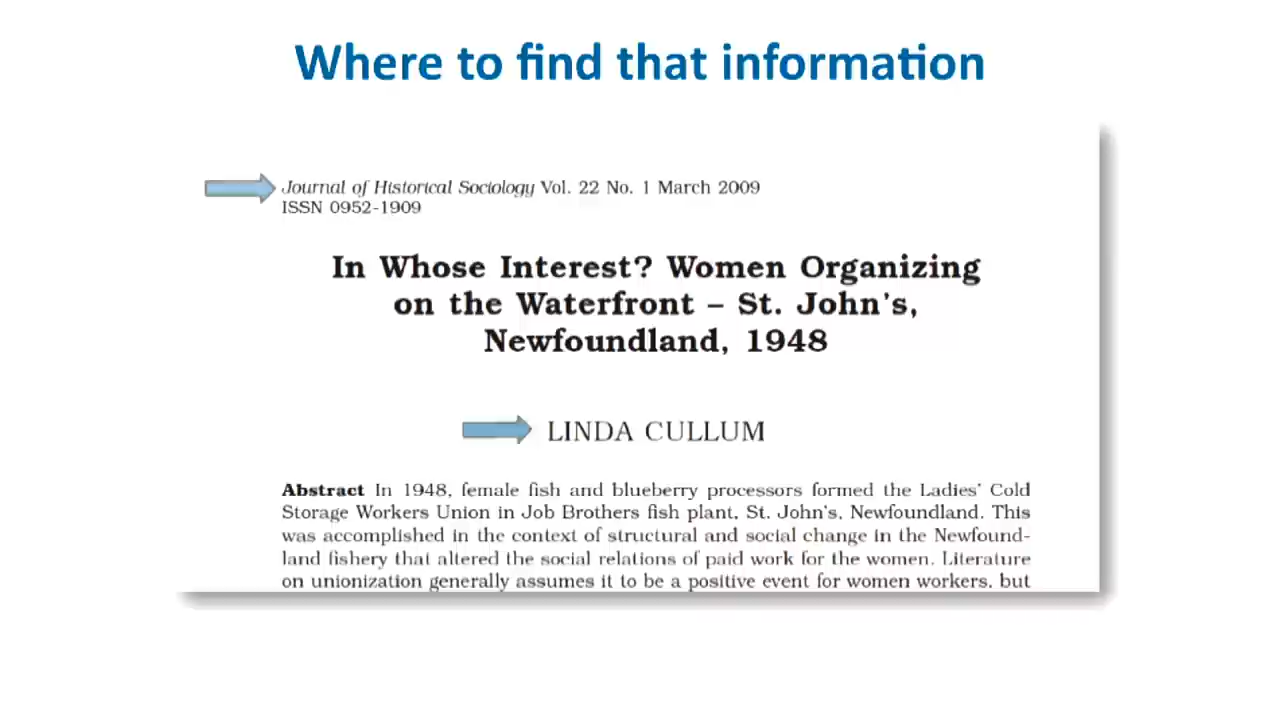 Where to find that information
Journal of Historical Sociology Vol. 22 No. 1 March 2009
ISSN 0952-1909
In Whose Interest? Women Organizing
on the Waterfront – St. John's,
Newfoundland, 1948
LINDA CULLUM
Abstract In 1948, female fish and blueberry processors formed the Ladies' Cold
Storage Workers Union in Job Brothers fish plant, St. John's, Newfoundland. This
was accomplished in the context of structural and social change in the Newfound-
land fishery that altered the social relations of paid work for the women. Literature
on unionization generally assumes it to be a positive event for women workers, but